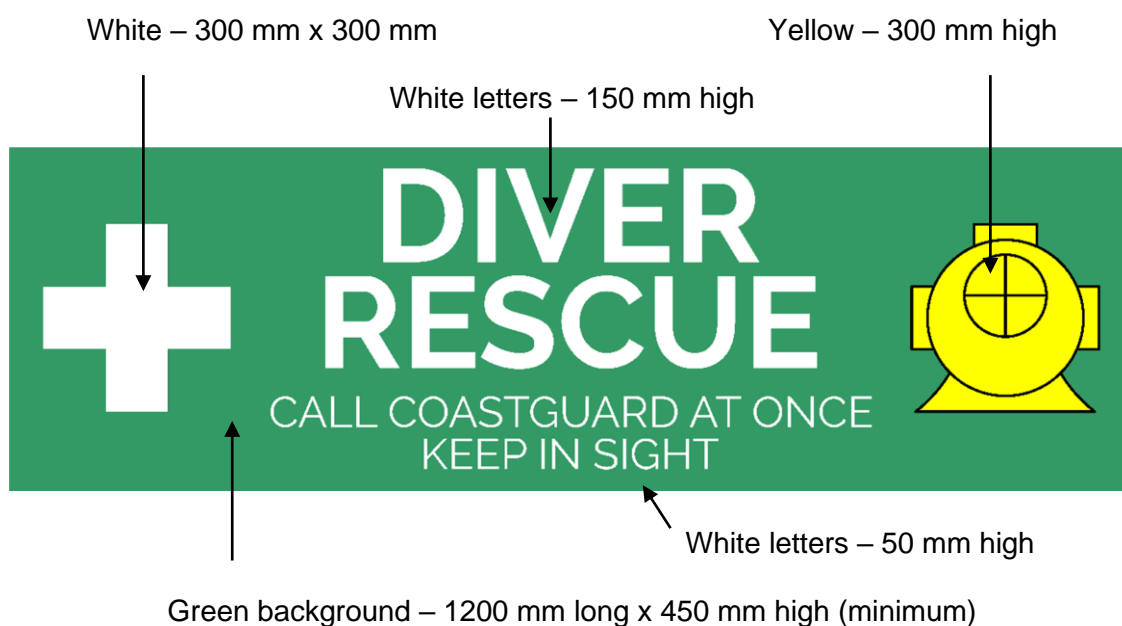 White – 300 mm x 300 mm
Yellow – 300 mm high
White letters – 150 mm high
DIVER
RESCUE
CALL COASTGUARD AT ONCE
KEEP IN SIGHT
White letters – 50 mm high
Green background – 1200 mm long x 450 mm high (minimum)